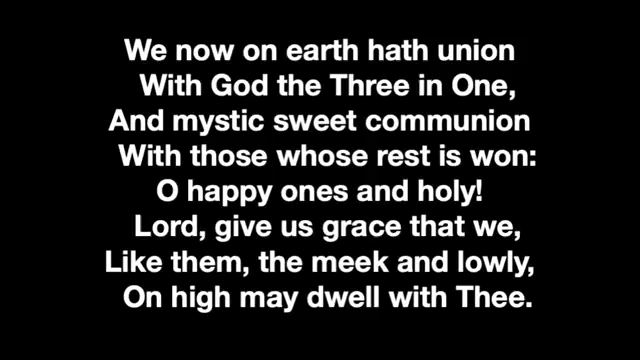 We now on earth hath union
With God the Three in One,
And mystic sweet communion
With those whose rest is won:
O happy ones and holy!
Lord, give us grace that we,
Like them, the meek and lowly,
On high may dwell with Thee.